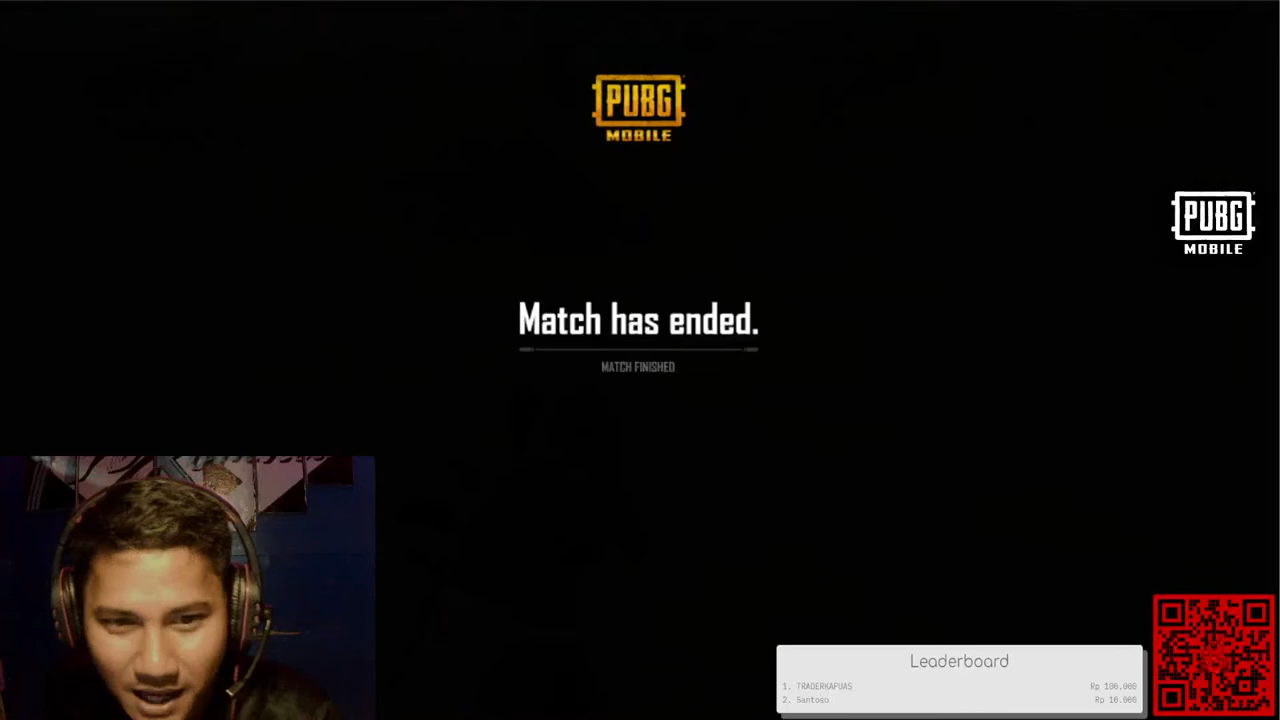 PUBG
MOBILE
PUBG
MOBILE
Match has ended.
MATCH FINISHED
Leaderboard
1. TRADERKAPUAS Rp 100.000
2. Santoso Rp 10.000